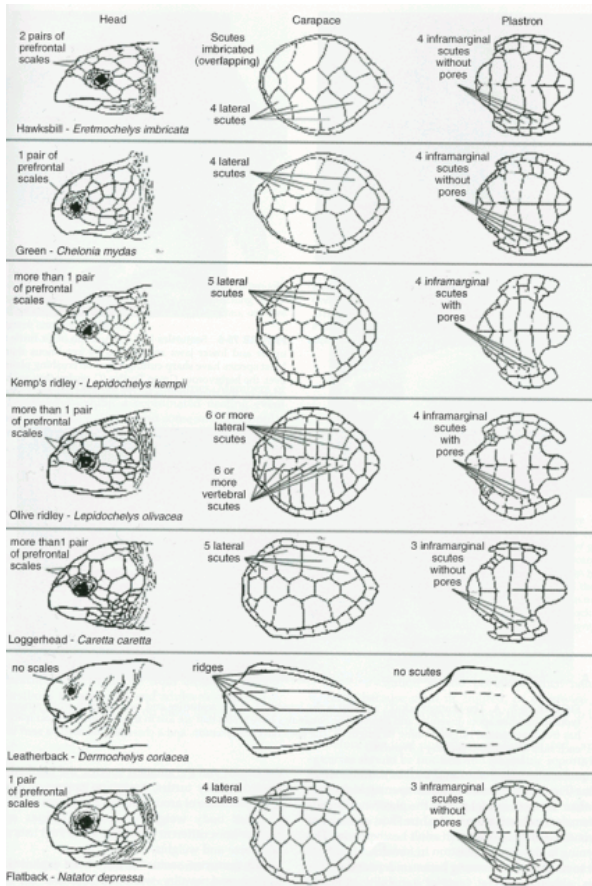 Head
Carapace
Plastron
2 pairs of
prefrontal
scales
Scutes
imbricated
(overlapping)
4 lateral
scutes
4 inframarginal
scutes
without
pores
Hawksbill - Eretmochelys imbricata
1 pair of
prefrontal
scales
4 lateral
scutes
4 inframarginal
scutes
without
pores
Green - Chelonia mydas
more than 1 pair
of prefrontal
scales
5 lateral
scutes
4 inframarginal
scutes
with
pores
Kemp's ridley - Lepidochelys kempii
more than 1 pair
of prefrontal
scales
6 or more
lateral
scutes
6 or
more
vertebral
scutes
4 inframarginal
scutes
with
pores
Olive ridley - Lepidochelys olivacea
more than1 pair
of prefrontal
scales
5 lateral
scutes
3 inframarginal
scutes
without
pores
Loggerhead - Caretta caretta
no scales
ridges
no scutes
Leatherback - Dermochelys coriacea
1 pair
of prefrontal
scales
4 lateral
scutes
3 inframarginal
scutes
without
pores
Flatback - Natator depressa